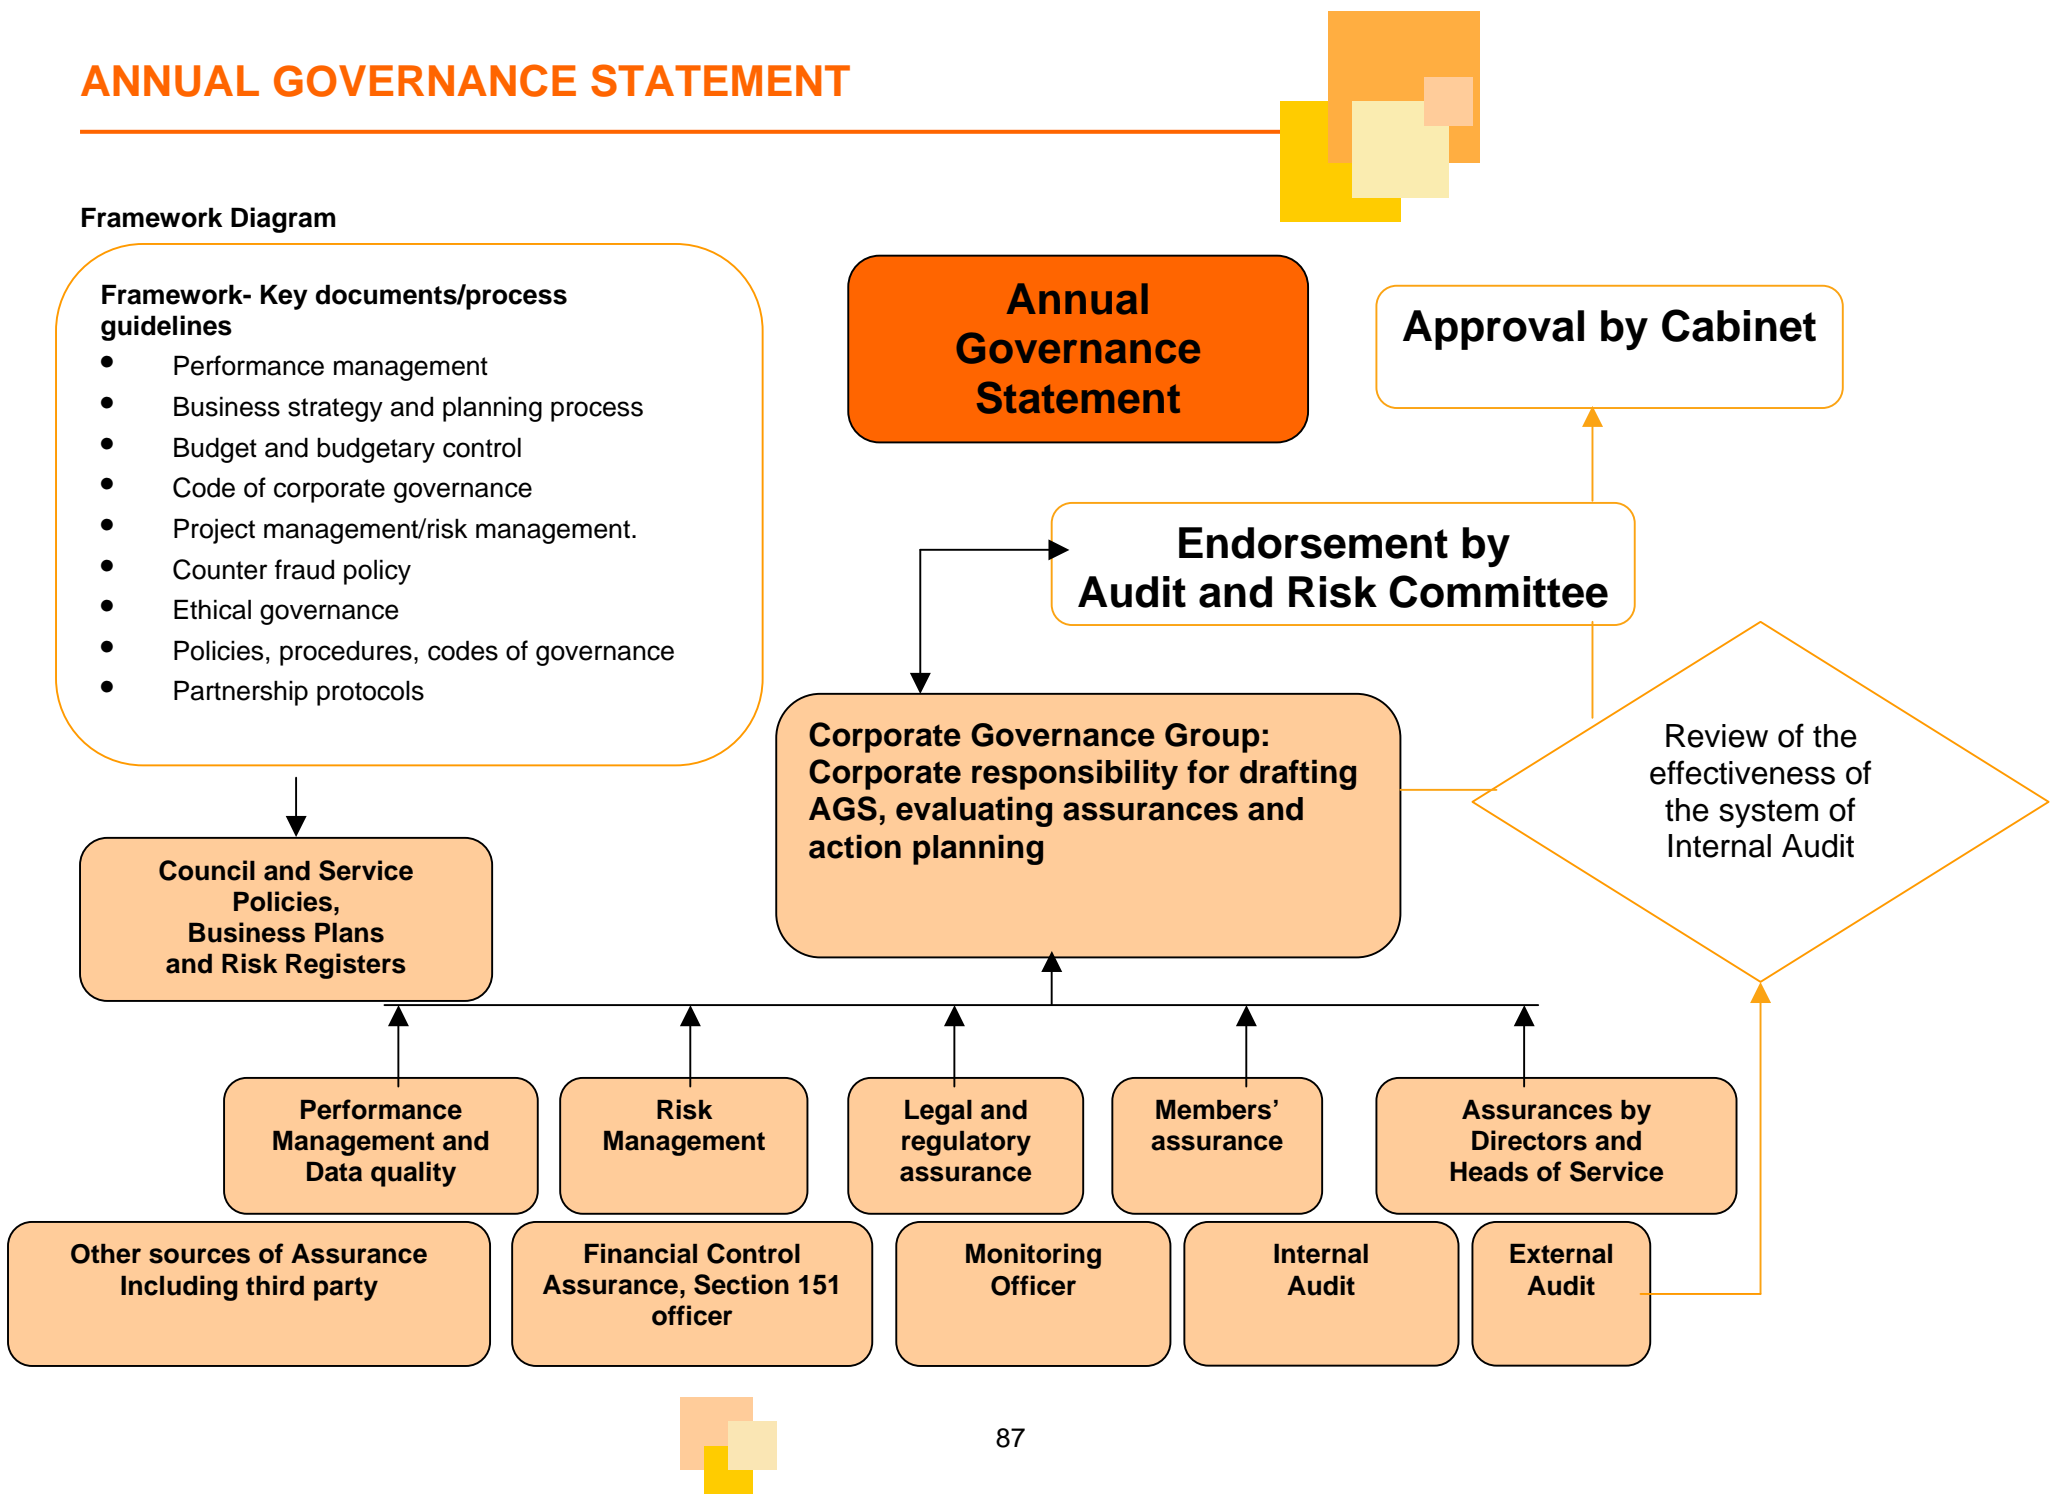 ANNUAL GOVERNANCE STATEMENT
Framework Diagram
Framework- Key documents/process
guidelines
• Performance management
• Business strategy and planning process
• Budget and budgetary control
• Code of corporate governance
• Project management/risk management.
• Counter fraud policy
• Ethical governance
• Policies, procedures, codes of governance
• Partnership protocols
Annual
Governance
Statement
Approval by Cabinet
Endorsement by
Audit and Risk Committee
Corporate Governance Group:
Corporate responsibility for drafting
AGS, evaluating assurances and
action planning
Review of the
effectiveness of
the system of
Internal Audit
Council and Service
Policies,
Business Plans
and Risk Registers
Performance
Management and
Data quality
Risk
Management
Legal and
regulatory
assurance
Members’
assurance
Assurances by
Directors and
Heads of Service
Other sources of Assurance
Including third party
Financial Control
Assurance, Section 151
officer
Monitoring
Officer
Internal
Audit
External
Audit
87